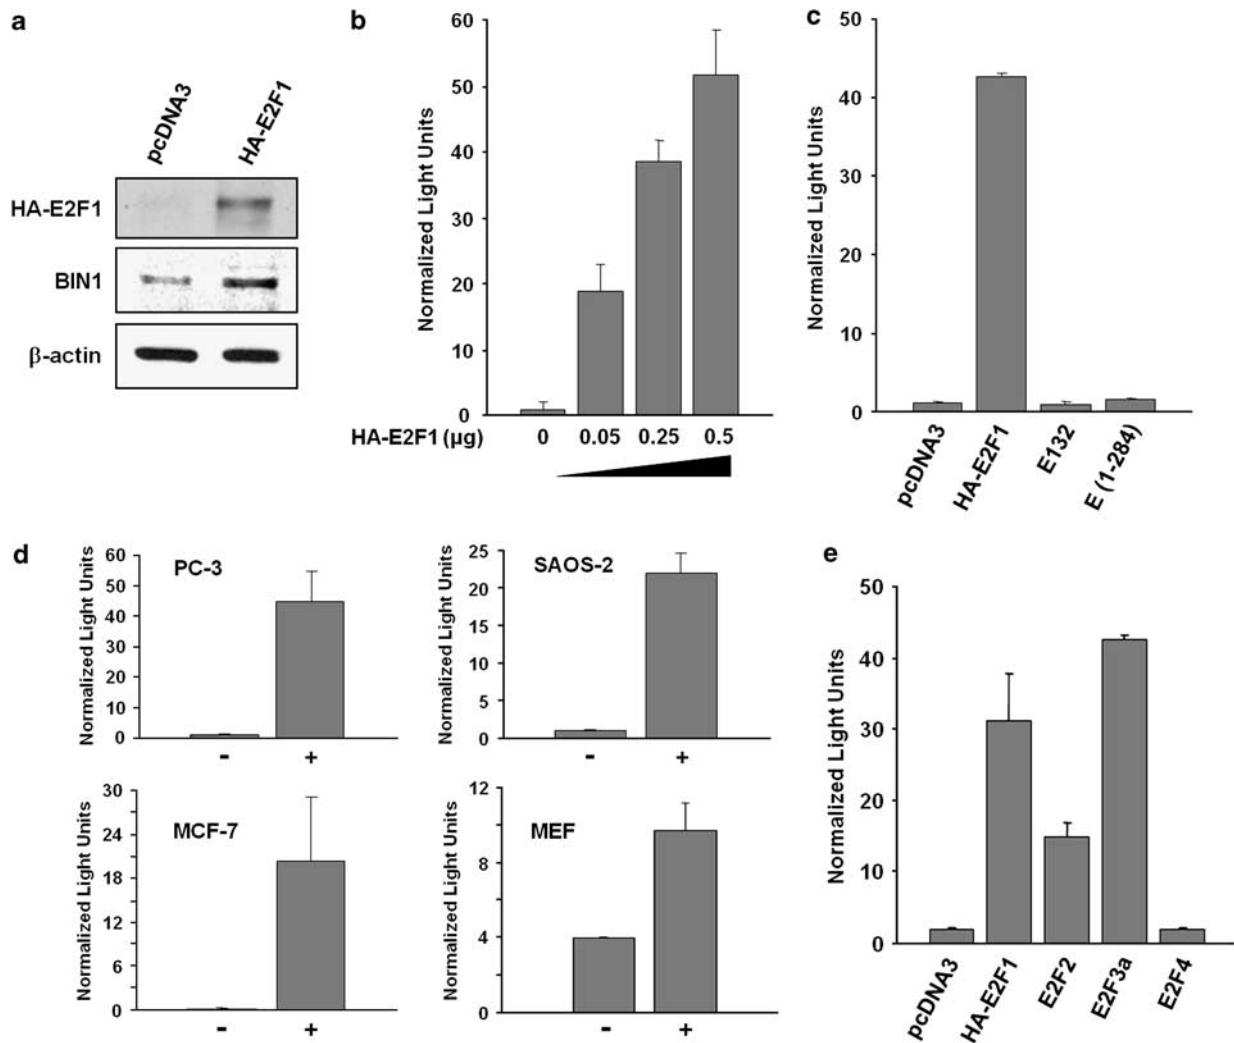 a
pcDNA3
HA-E2F1
HA-E2F1
BIN1
β-actin
b
Normalized Light Units
60
50
40
30
20
10
0
HA-E2F1 (μg) 0 0.05 0.25 0.5
c
Normalized Light Units
50
40
30
20
10
0
pcDNA3
HA-E2F1
E132
E (1-284)
d
PC-3
Normalized Light Units
60
50
40
30
20
10
0
- +
SAOS-2
Normalized Light Units
25
20
15
10
5
0
- +
MCF-7
Normalized Light Units
30
24
18
12
6
0
- +
MEF
Normalized Light Units
12
8
4
0
- +
e
Normalized Light Units
50
40
30
20
10
0
pcDNA3
HA-E2F1
E2F2
E2F3a
E2F4